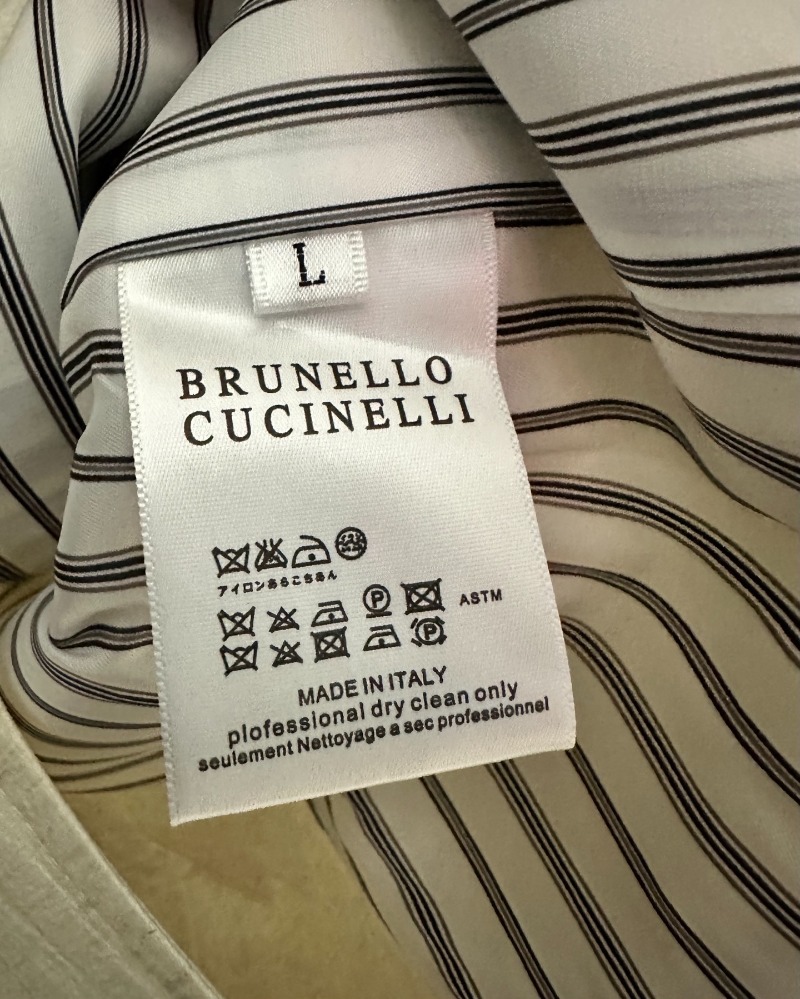 L
BRUNELLO
CUCINELLI
アイロンあらこちあん
ASTM
MADE IN ITALY
plofessional dry clean only
seulement Nettoyage a sec professionnel